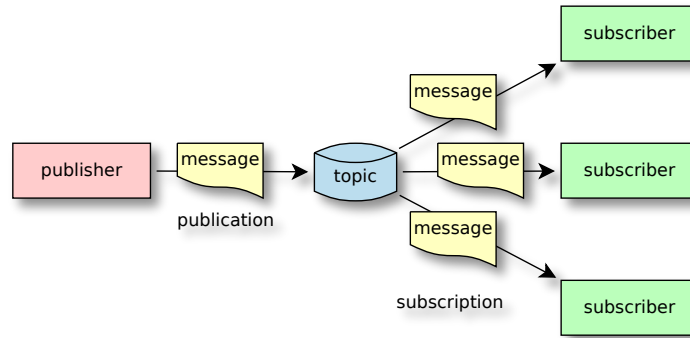 subscriber
message
publisher
message
topic
message
subscriber
publication
message
subscription
subscriber